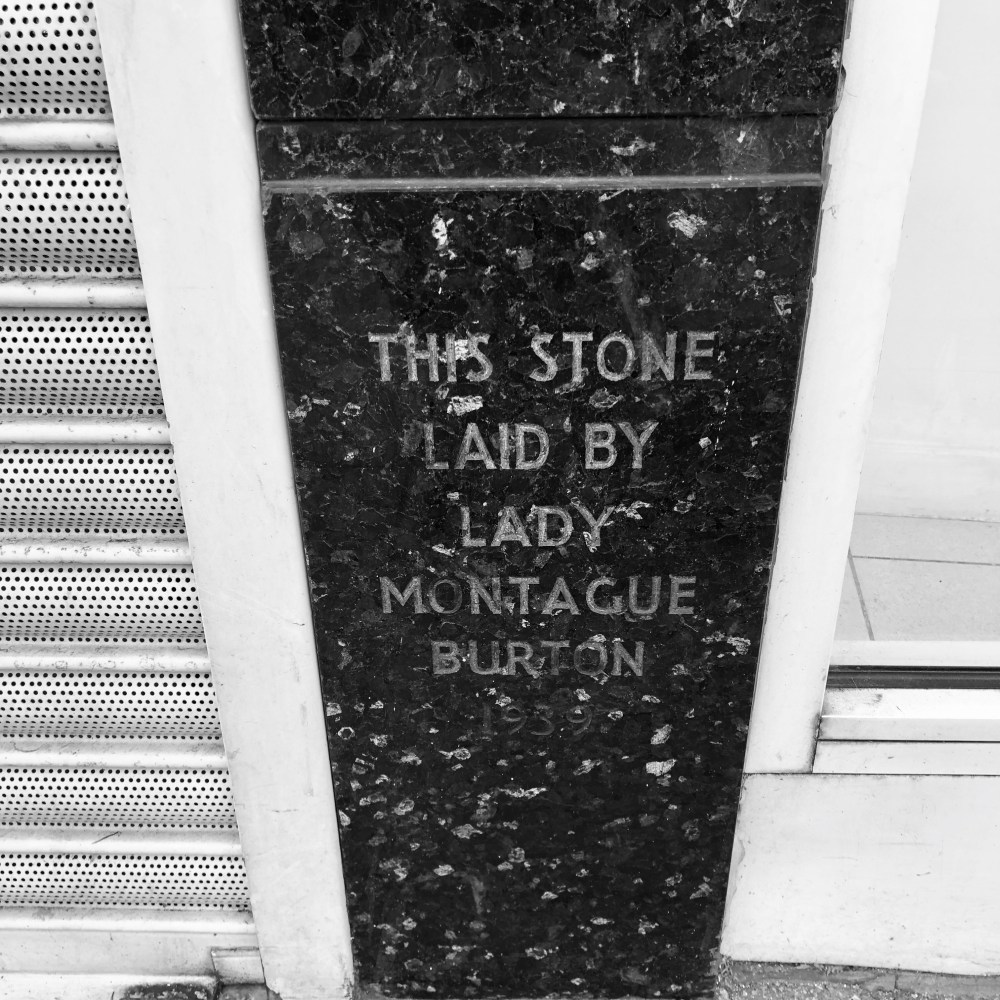 THIS STONE
LAID BY
LADY
MONTAGUE
BURTON
1939